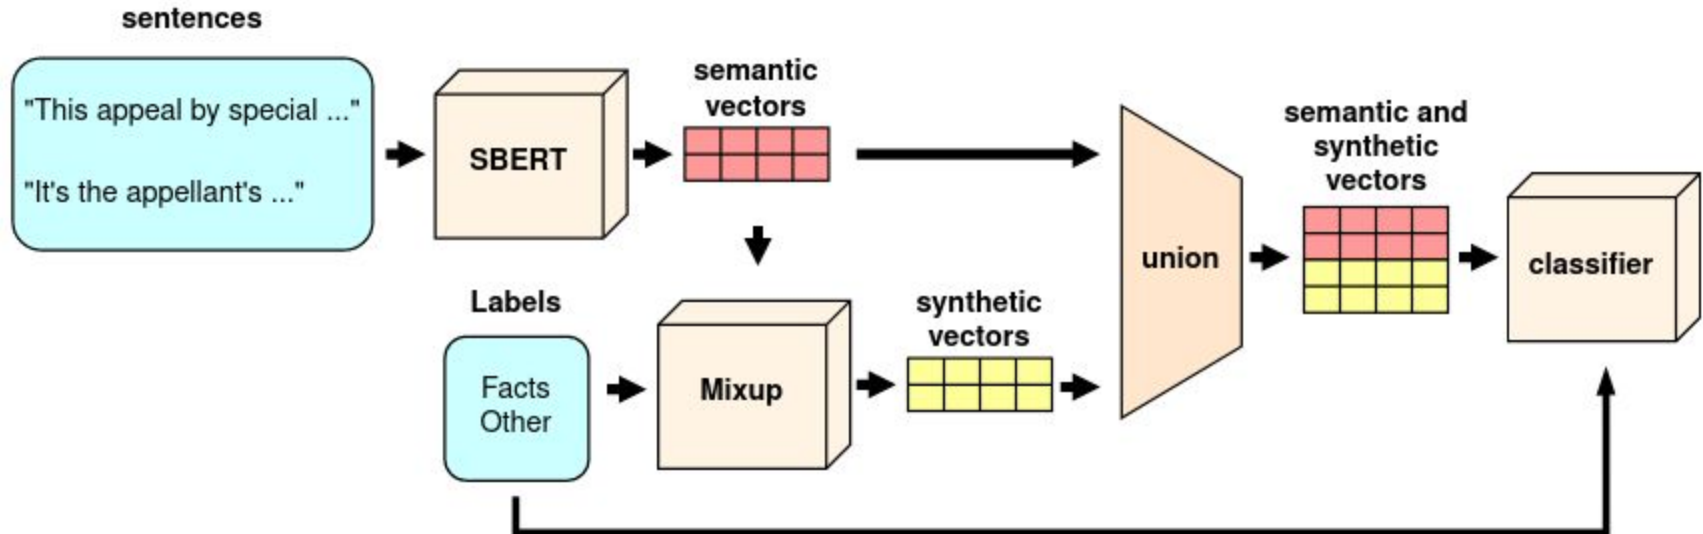 sentences
"This appeal by special ..."
"It's the appellant's ..."
SBERT
semantic
vectors
Labels
Facts
Other
Mixup
synthetic
vectors
union
semantic and
synthetic
vectors
classifier